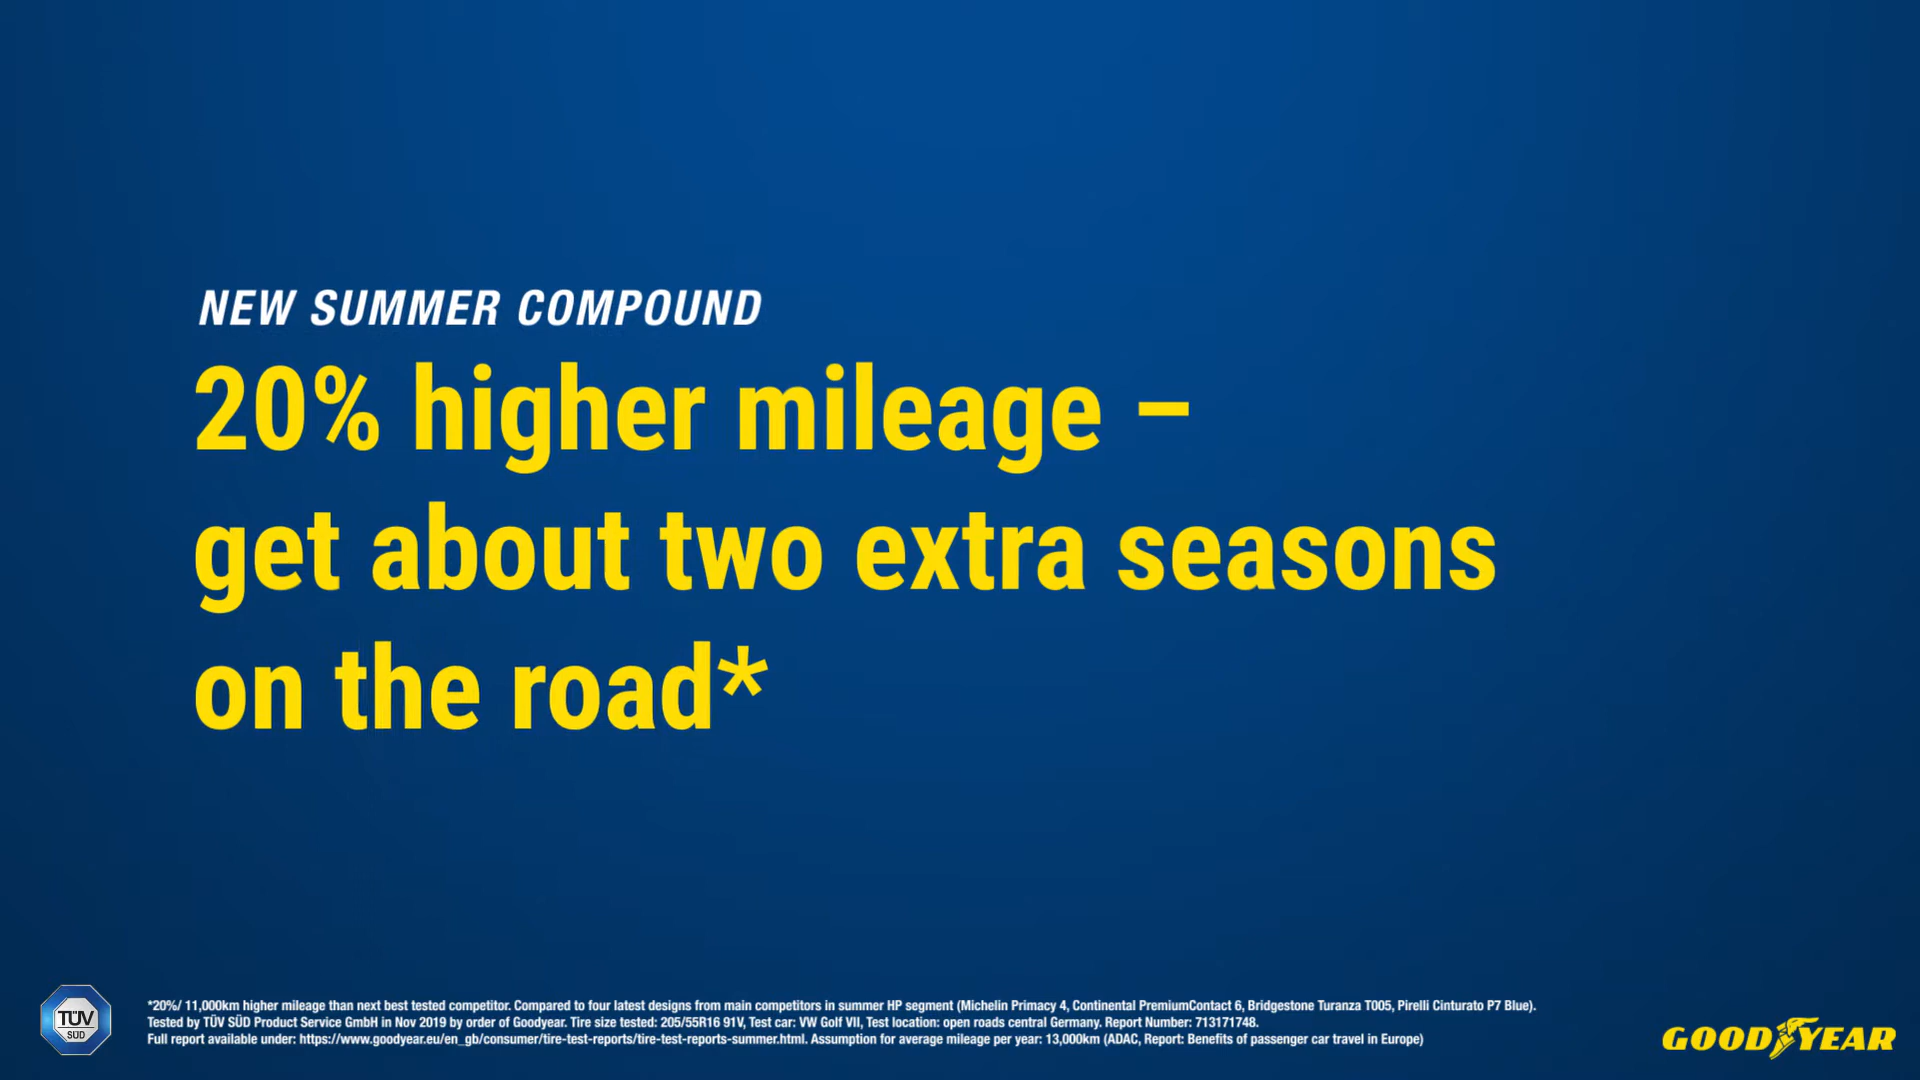 NEW SUMMER COMPOUND
20% higher mileage –
get about two extra seasons
on the road*
TÜV
SÜD
*20%/ 11,000km higher mileage than next best tested competitor. Compared to four latest designs from main competitors in summer HP segment (Michelin Primacy 4, Continental PremiumContact 6, Bridgestone Turanza T005, Pirelli Cinturato P7 Blue).
Tested by TÜV SÜD Product Service GmbH in Nov 2019 by order of Goodyear. Tire size tested: 205/55R16 91V, Test car: VW Golf VII, Test location: open roads central Germany. Report Number: 713171748.
Full report available under: https://www.goodyear.eu/en_gb/consumer/tire-test-reports/tire-test-reports-summer.html. Assumption for average mileage per year: 13,000km (ADAC, Report: Benefits of passenger car travel in Europe)
GOODYEAR